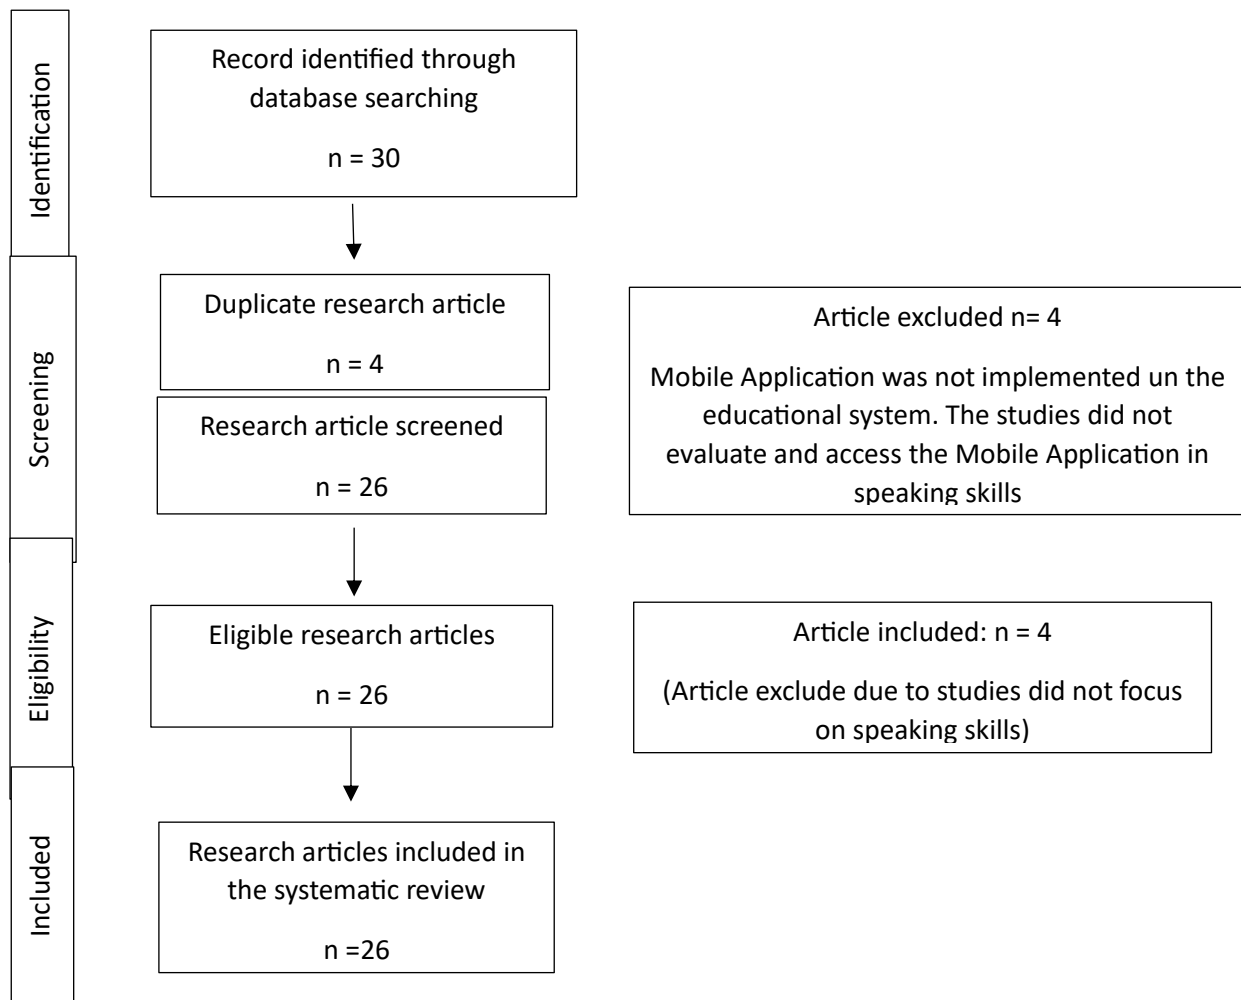 Identification
Record identified through
database searching
n = 30
Screening
Duplicate research article
n = 4
Research article screened
n = 26
Article excluded n= 4
Mobile Application was not implemented un the
educational system. The studies did not
evaluate and access the Mobile Application in
speaking skills
Eligibility
Eligible research articles
n = 26
Article included: n = 4
(Article exclude due to studies did not focus
on speaking skills)
Included
Research articles included in
the systematic review
n =26